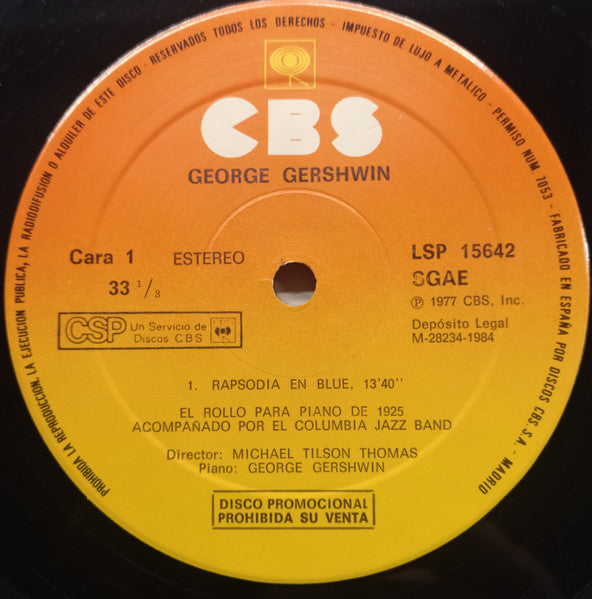 PROHIBIDA LA REPRODUCCION, LA EJECUCION PUBLICA, LA RADIODIFUSION O ALQUILER DE ESTE DISCO - RESERVADOS TODOS LOS DERECHOS - IMPUESTO DE LUJO A METALICO - PERMISO NUM. 7053 - FABRICADO EN ESPAÑA POR DISCOS CBS. S.A. - MADRID
CBS
GEORGE GERSHWIN
Cara 1 ESTEREO
33 1/3
LSP 15642
SGAE
℗ 1977 CBS, Inc.
CSP Un Servicio de
Discos CBS
Depósito Legal
M-28234-1984
1. RAPSODIA EN BLUE, 13'40''
EL ROLLO PARA PIANO DE 1925
ACOMPAÑADO POR EL COLUMBIA JAZZ BAND
Director: MICHAEL TILSON THOMAS
Piano: GEORGE GERSHWIN
DISCO PROMOCIONAL
PROHIBIDA SU VENTA